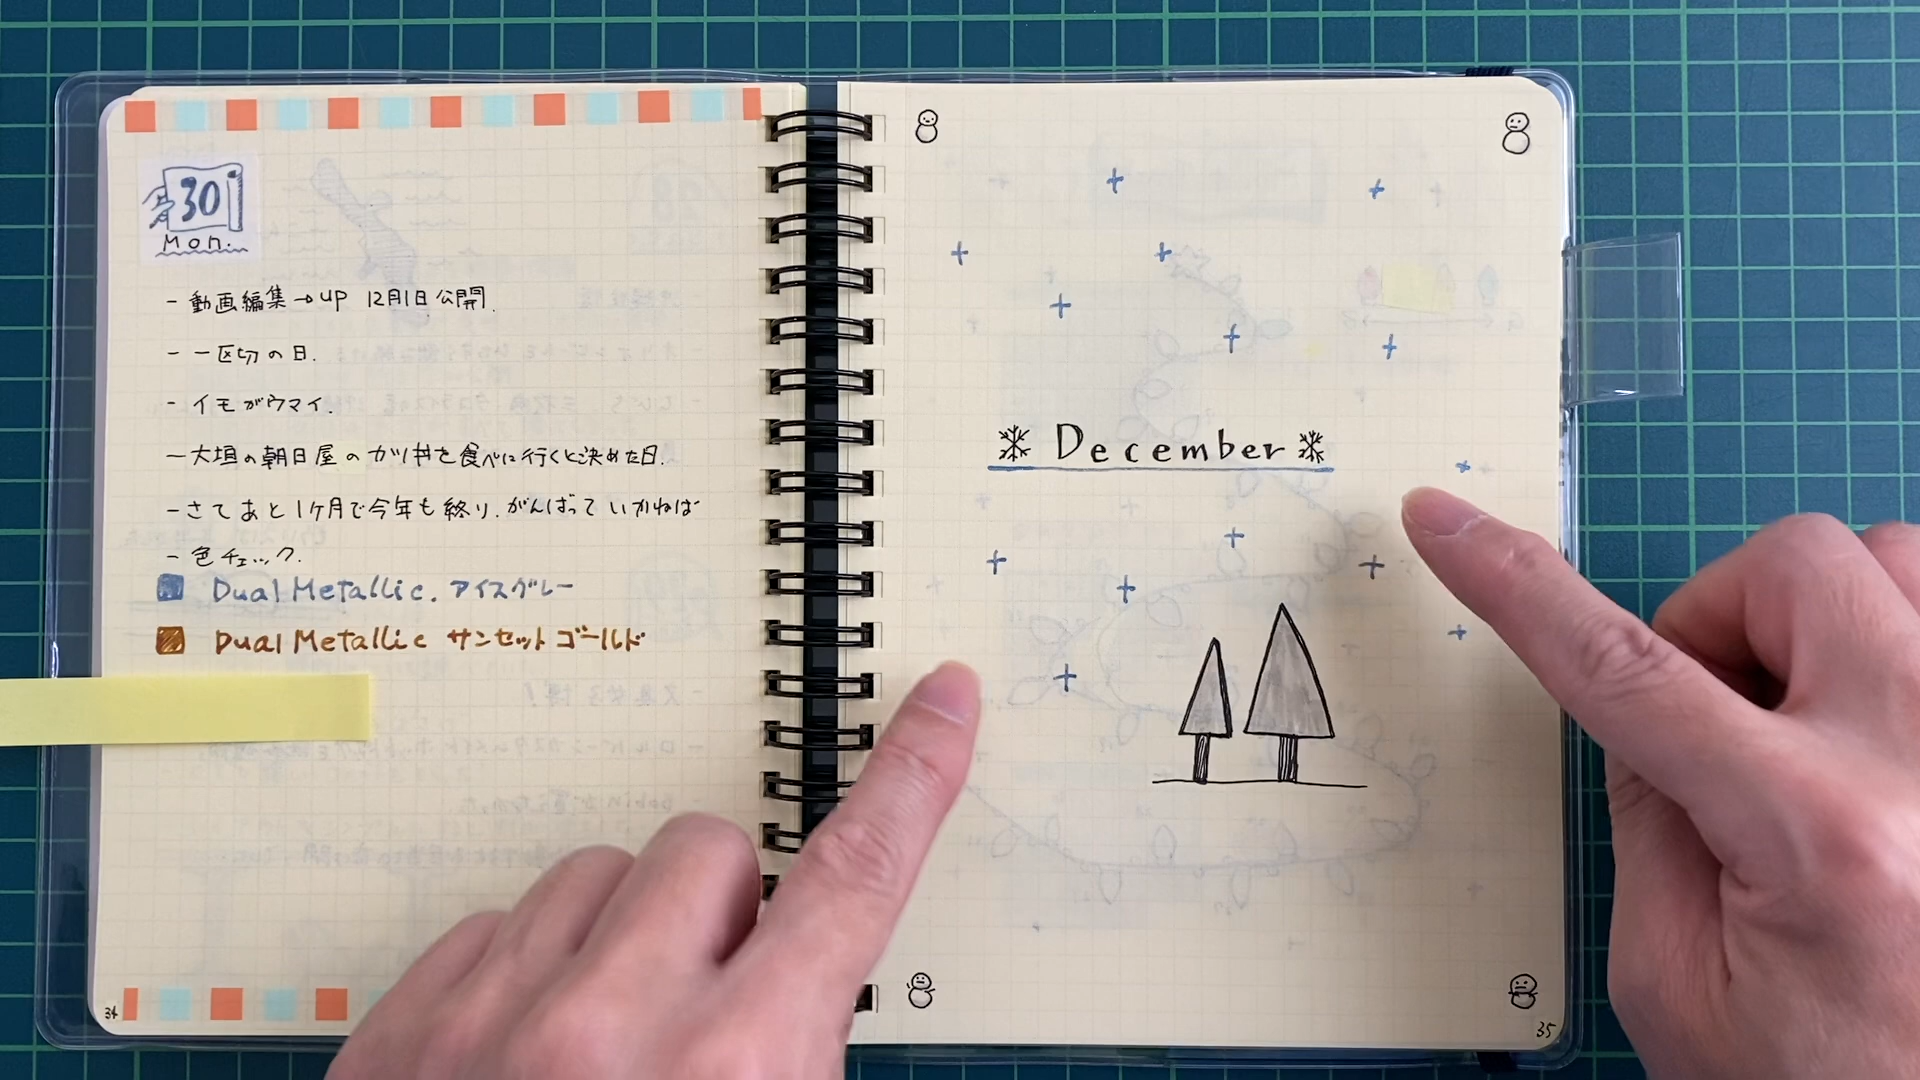 30
Mon.
- 動画編集→up 12月1日公開.
- 一区切の日.
- イモがウマイ.
- 大垣の朝日屋のカツ丼を食べに行くと決めた日.
- さて あと1ヶ月で今年も終り. がんばって いかねば
- 色チェック.
Dual Metallic. アイスグレー
Dual Metallic サンセットゴールド
34
December
35